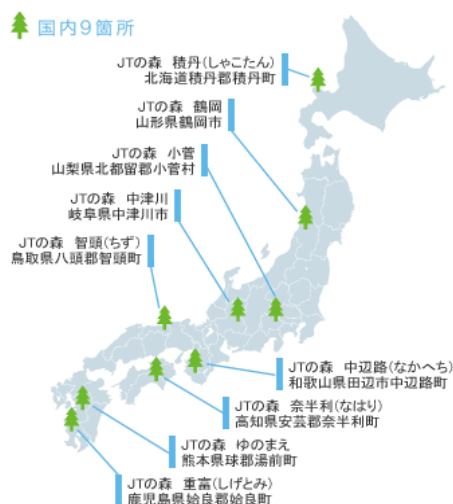 国内9箇所
JTの森 積丹(しゃこたん)
北海道積丹郡積丹町
JTの森 鶴岡
山形県鶴岡市
JTの森 小菅
山梨県北都留郡小菅村
JTの森 中津川
岐阜県中津川市
JTの森 智頭(ちず)
鳥取県八頭郡智頭町
JTの森 中辺路(なかへち)
和歌山県田辺市中辺路町
JTの森 奈半利(なはり)
高知県安芸郡奈半利町
JTの森 ゆのまえ
熊本県球郡湯前町
JTの森 重富(しげとみ)
鹿児島県姶良郡姶良町